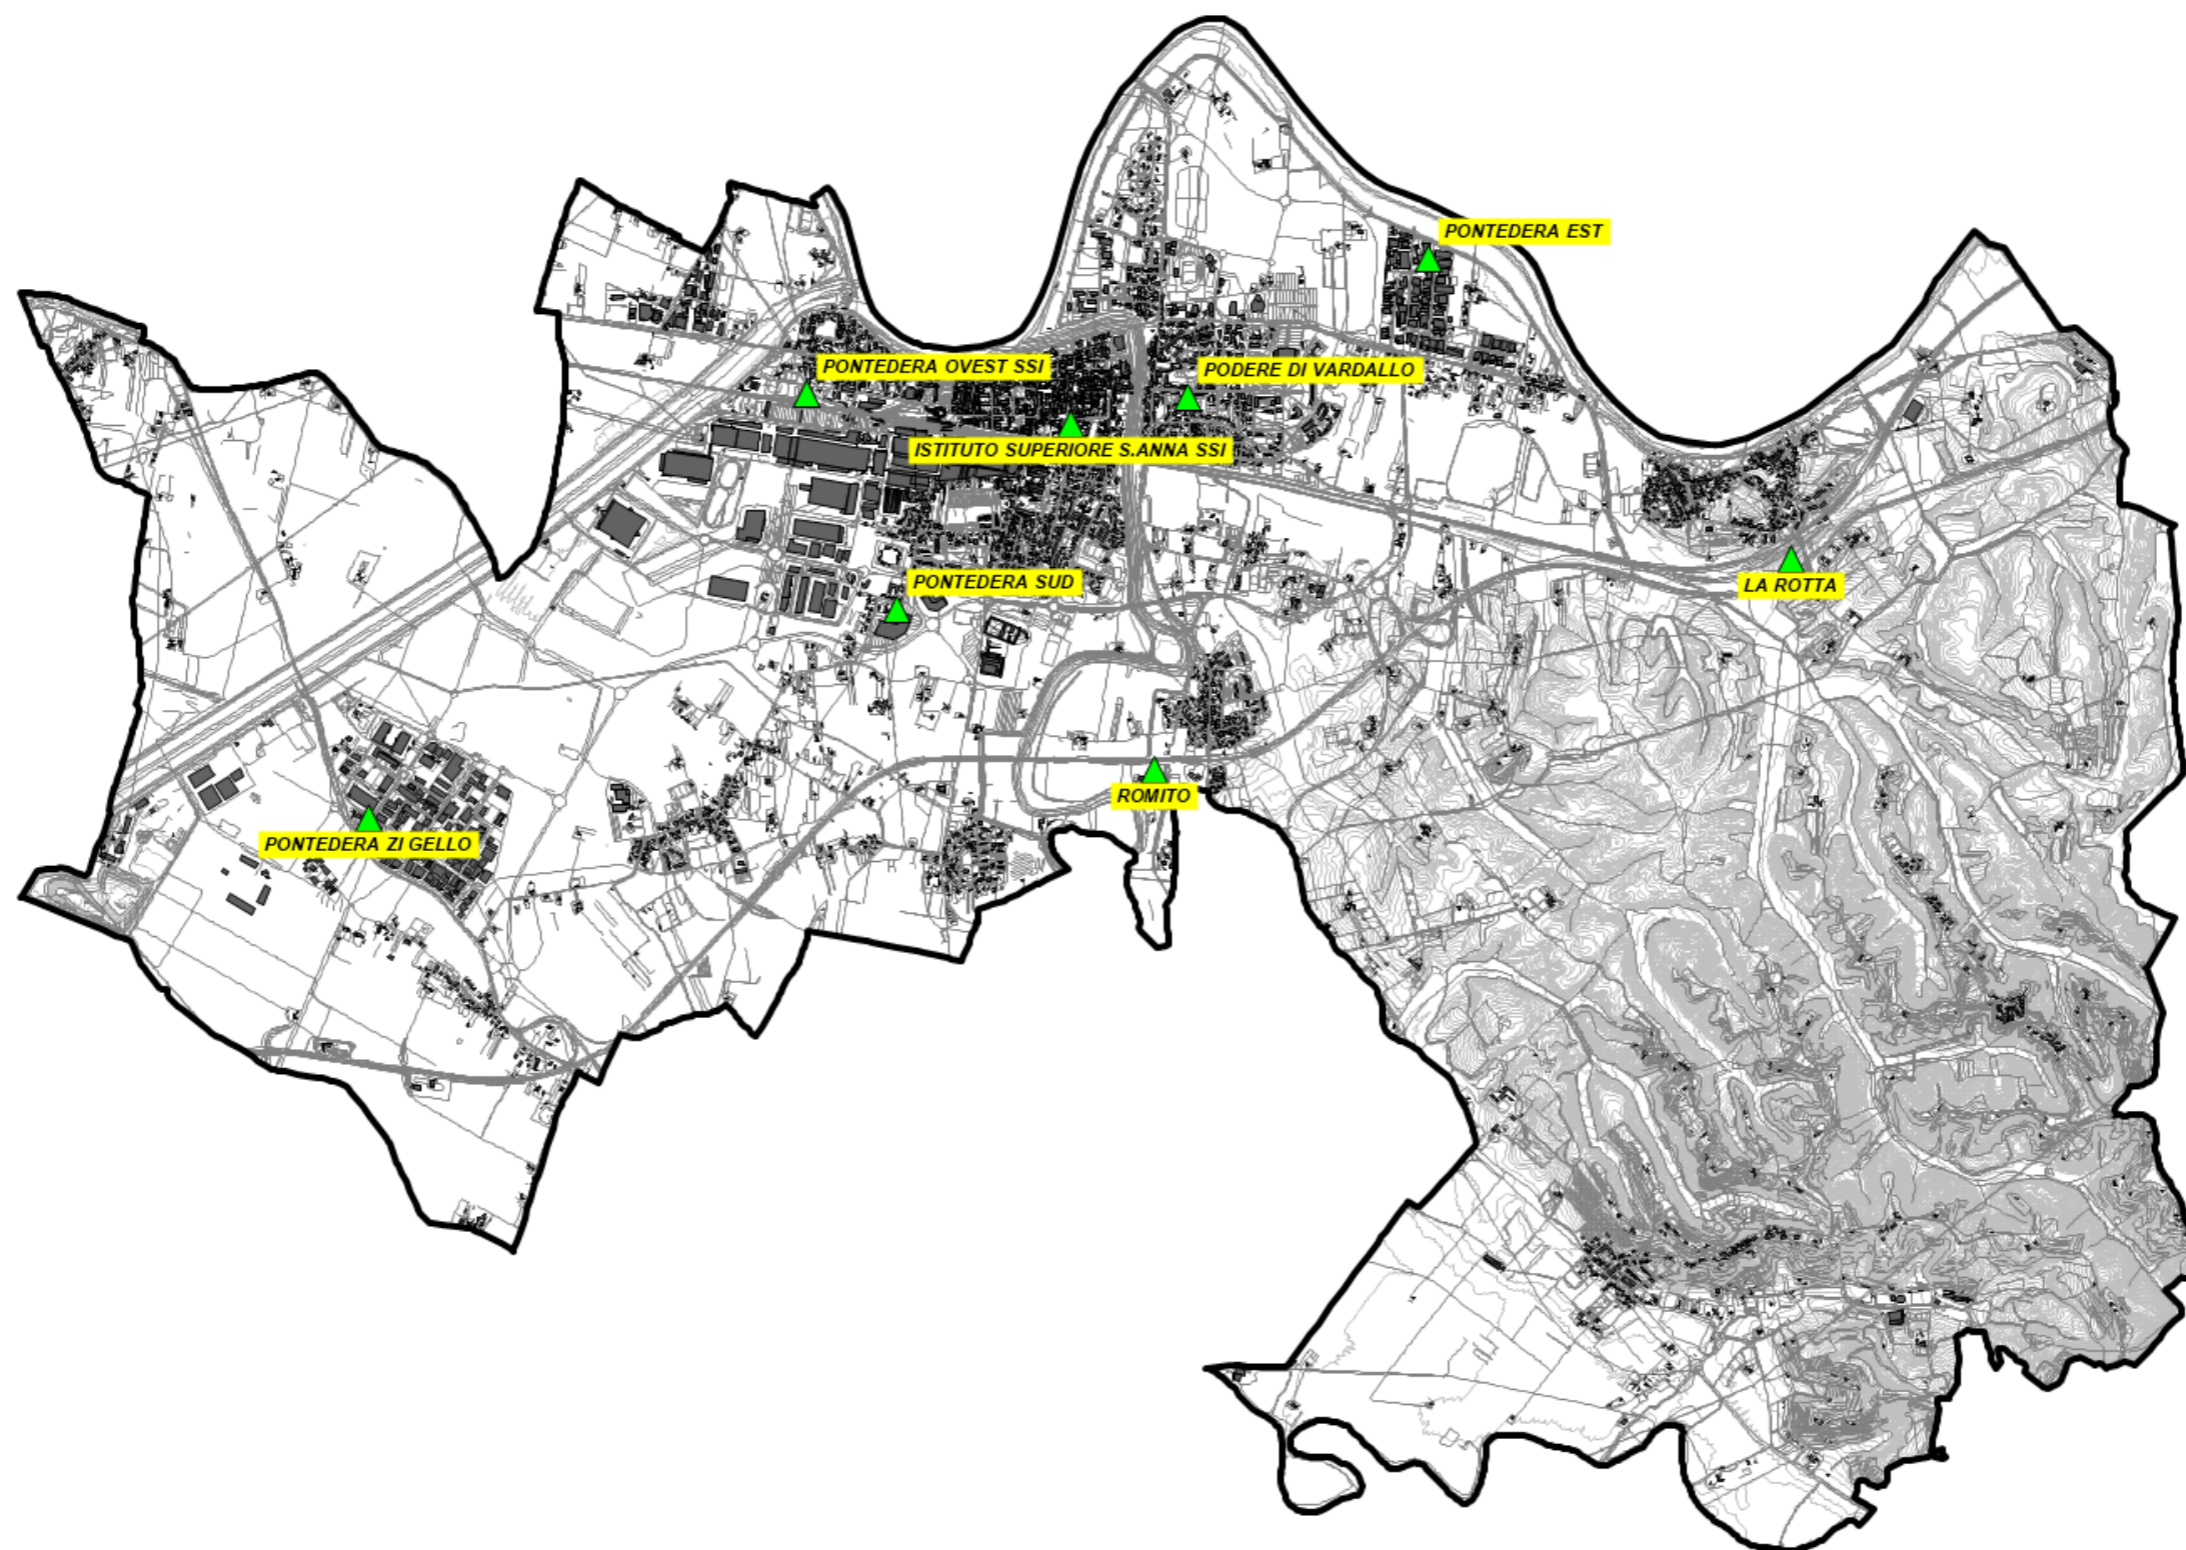 PONTEDERA EST
PONTEDERA OVEST SSI
PODERE DI VARDALLO
ISTITUTO SUPERIORE S.ANNA SSI
PONTEDERA SUD
LA ROTTA
ROMITO
PONTEDERA ZI GELLO